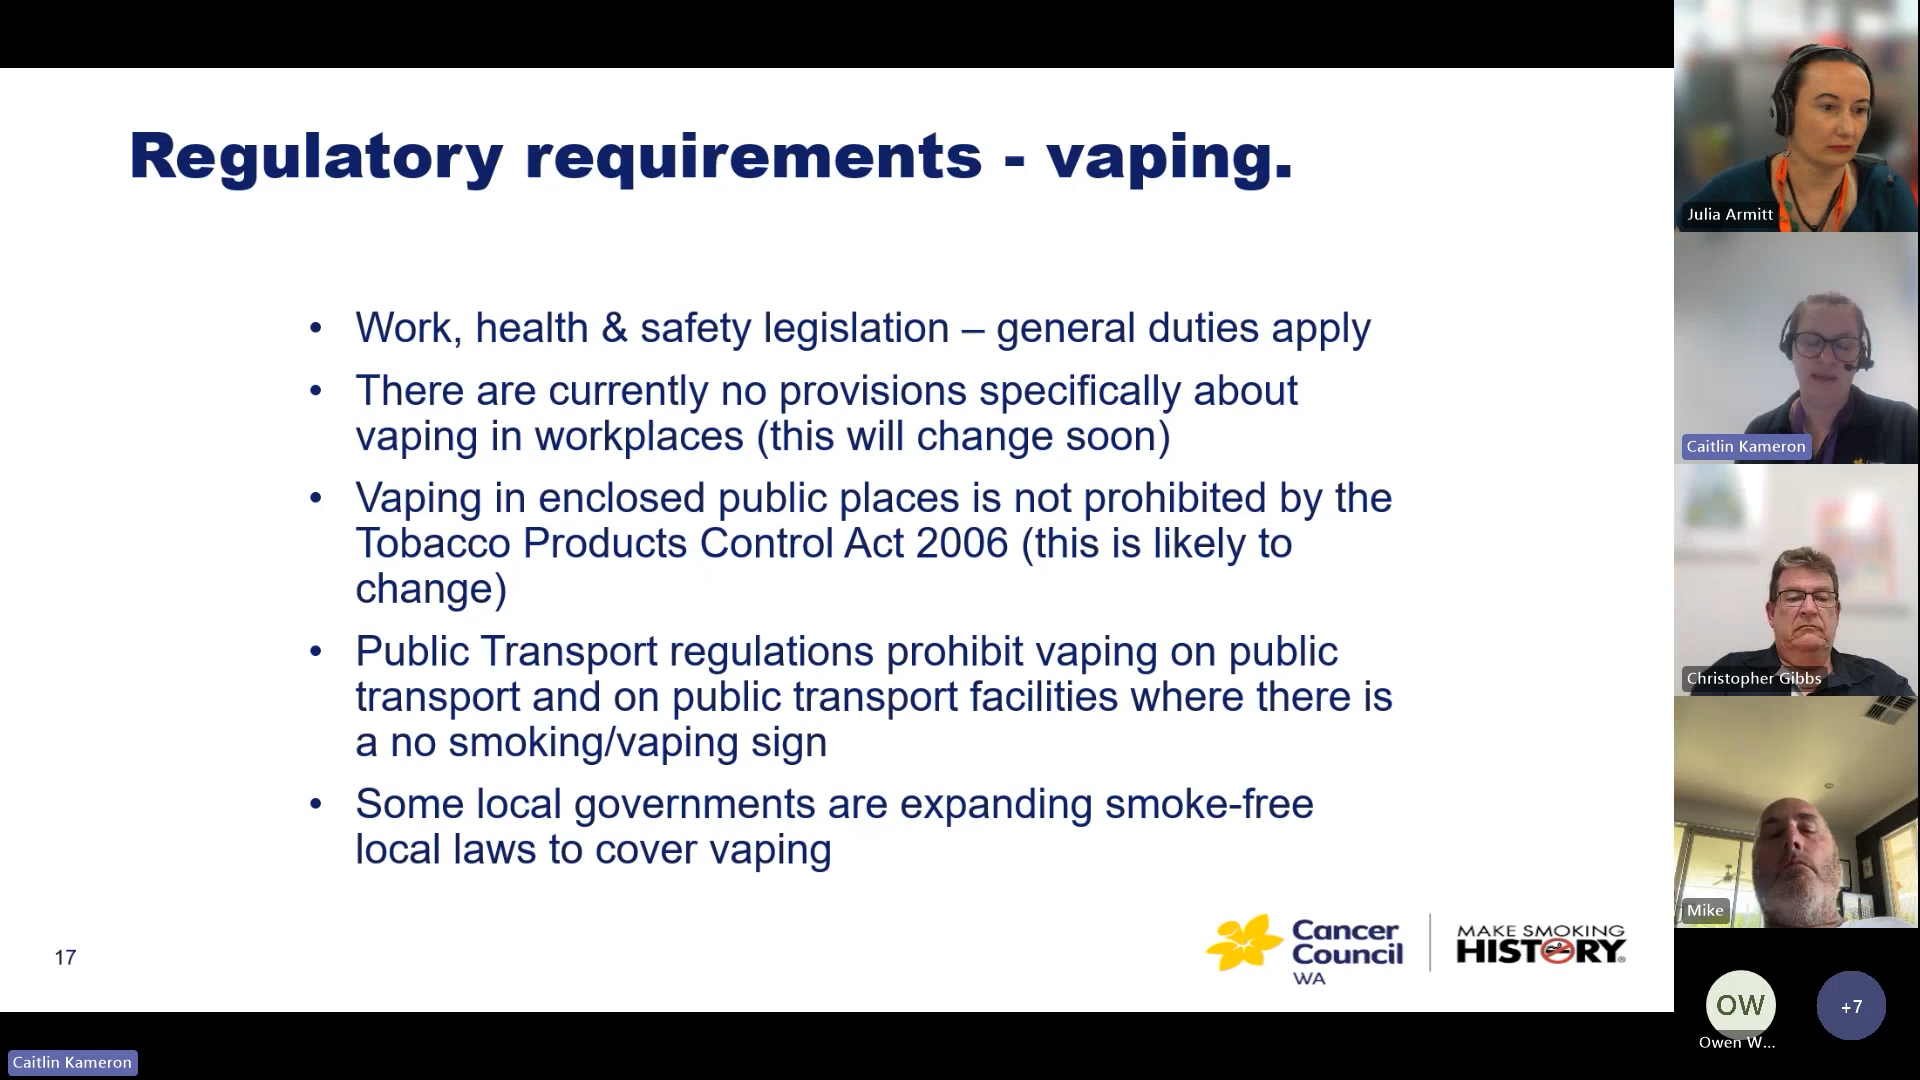 Regulatory requirements - vaping.
• Work, health & safety legislation – general duties apply
• There are currently no provisions specifically about
vaping in workplaces (this will change soon)
• Vaping in enclosed public places is not prohibited by the
Tobacco Products Control Act 2006 (this is likely to
change)
• Public Transport regulations prohibit vaping on public
transport and on public transport facilities where there is
a no smoking/vaping sign
• Some local governments are expanding smoke-free
local laws to cover vaping
17
Cancer
Council
WA
MAKE SMOKING
HISTORY®
Caitlin Kameron
Julia Armitt
Caitlin Kameron
Christopher Gibbs
Mike
OW
Owen W...
+7